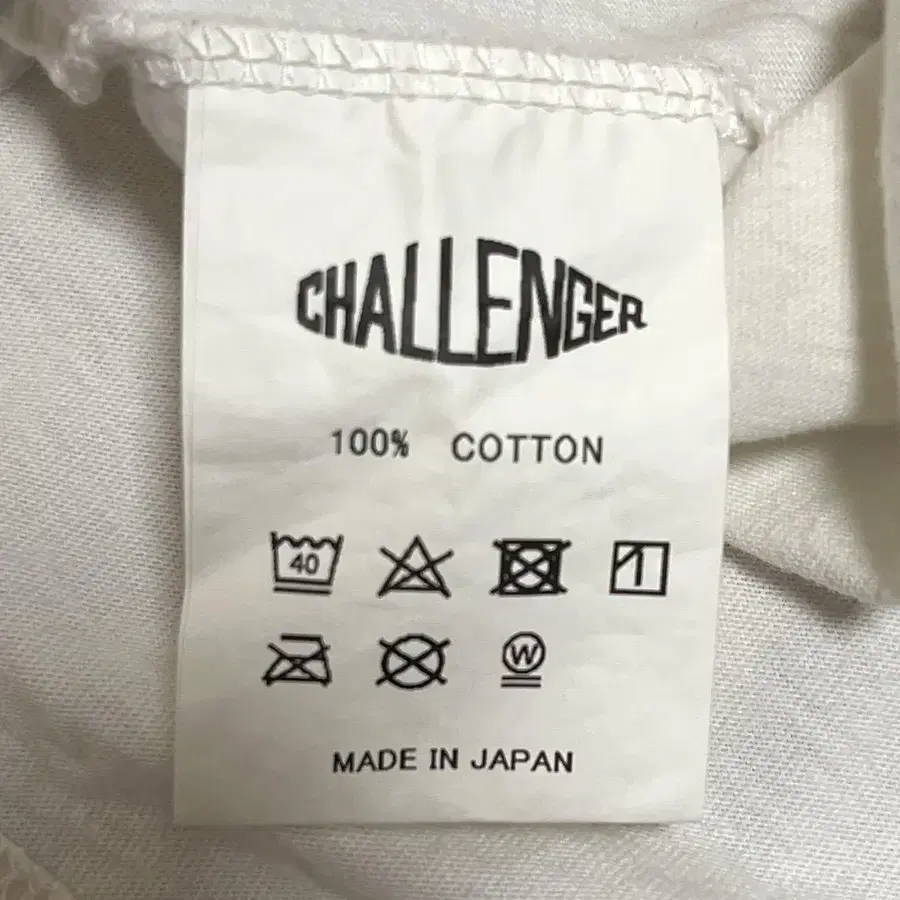 CHALLENGER
100% COTTON
40
W
MADE IN JAPAN